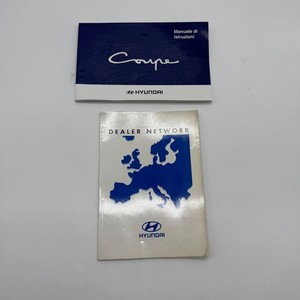 Manuale di
Istruzioni
Coupe
HYUNDAI
DEALER NETWORK
HYUNDAI